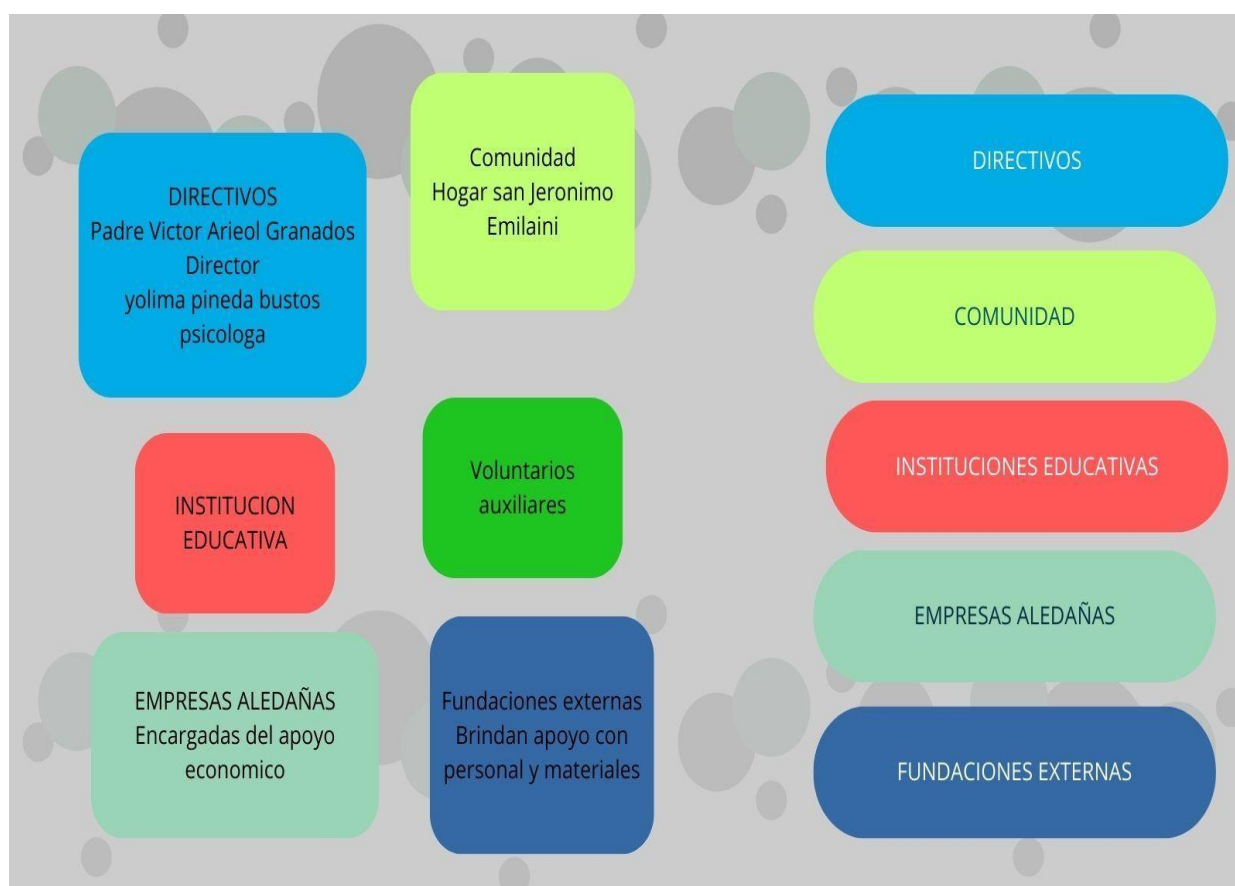 DIRECTIVOS
Padre Victor Arieol Granados
Director
yolima pineda bustos
psicologa
Comunidad
Hogar san Jeronimo
Emilaini
INSTITUCION
EDUCATIVA
Voluntarios
auxiliares
EMPRESAS ALEDAÑAS
Encargadas del apoyo
economico
Fundaciones externas
Brindan apoyo con
personal y materiales
DIRECTIVOS
COMUNIDAD
INSTITUCIONES EDUCATIVAS
EMPRESAS ALEDAÑAS
FUNDACIONES EXTERNAS